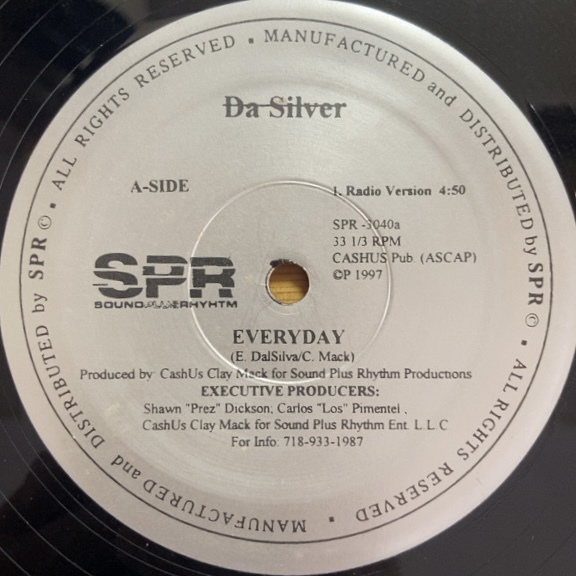 ALL RIGHTS RESERVED ▪ MANUFACTURED and DISTRIBUTED by SPR © ▪ ALL RIGHTS RESERVED ▪ MANUFACTURED and DISTRIBUTED by SPR © ▪
Da Silver
A-SIDE
1. Radio Version 4:50
SPR -3040a
33 1/3 RPM
CASHUS Pub. (ASCAP)
©P 1997
SPR
SOUND PLUS RHYHTM
EVERYDAY
(E. DalSilva/C. Mack)
Produced by: CashUs Clay Mack for Sound Plus Rhythm Productions
EXECUTIVE PRODUCERS:
Shawn "Prez" Dickson, Carlos "Los" Pimentel ,
CashUs Clay Mack for Sound Plus Rhythm Ent. L.L.C
For Info: 718-933-1987